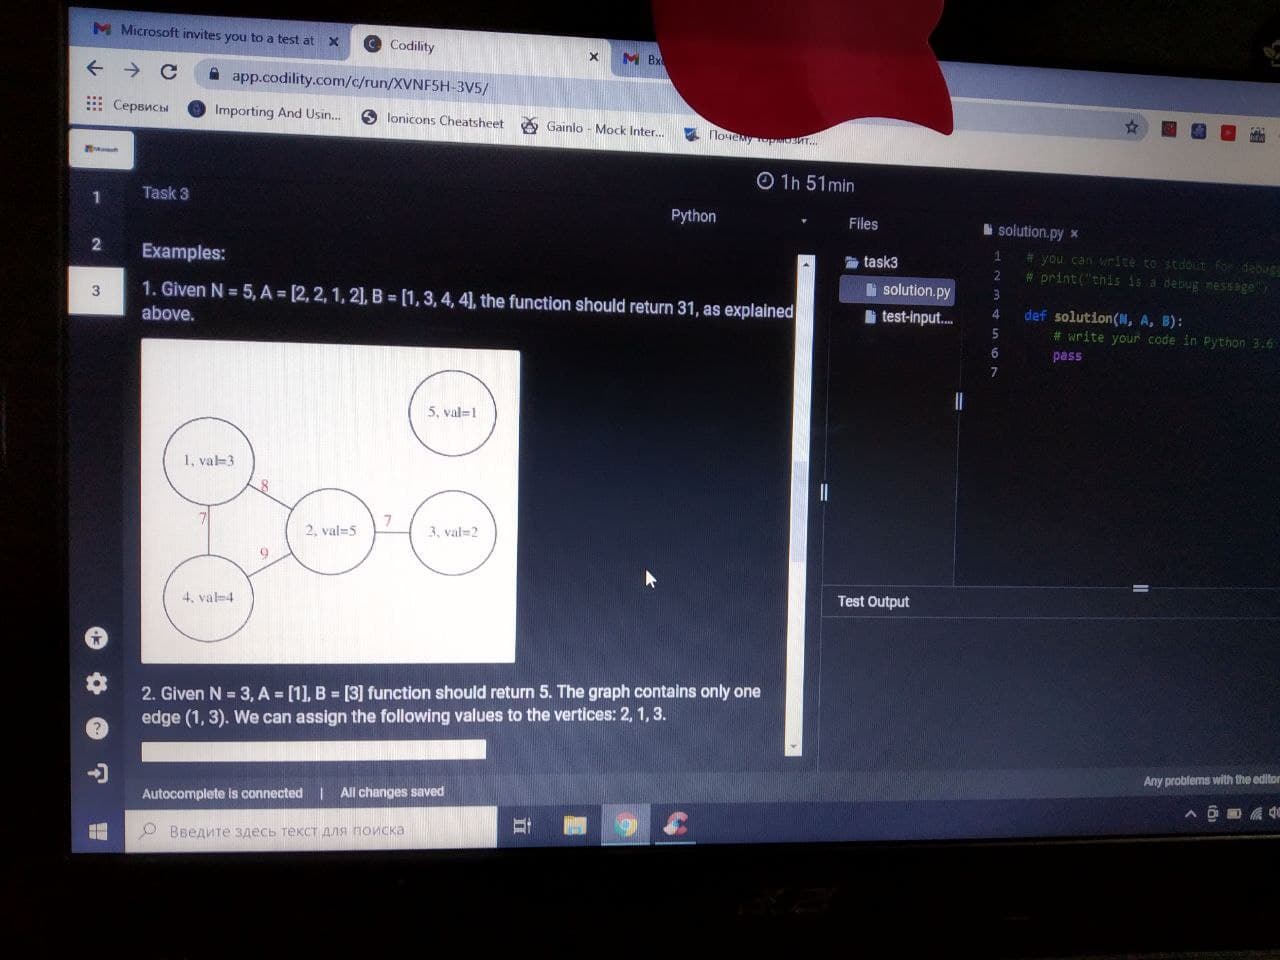 Microsoft invites you to a test at
Codility
app.codility.com/c/run/XVNF5H-3V5/
Сервисы
Importing And Usin...
Ionicons Cheatsheet
Gainlo - Mock Inter...
Почему
Microsoft
1h 51min
1
2
3
Task 3
Python
Examples:
1. Given N = 5, A = [2, 2, 1, 2], B = [1, 3, 4, 4], the function should return 31, as explained
above.
5, val=1
1, val=3
8
7
2, val=5
7
3, val=2
9
4, val=4
2. Given N = 3, A = [1], B = [3] function should return 5. The graph contains only one
edge (1, 3). We can assign the following values to the vertices: 2, 1, 3.
Autocomplete is connected | All changes saved
Files
task3
solution.py
test-input....
solution.py
1 # you can write to stdout for debug
2 # print("this is a debug message")
3
4 def solution(N, A, B):
5 # write your code in Python 3.6
6 pass
7
Test Output
Any problems with the editor
Введите здесь текст для поиска
acer